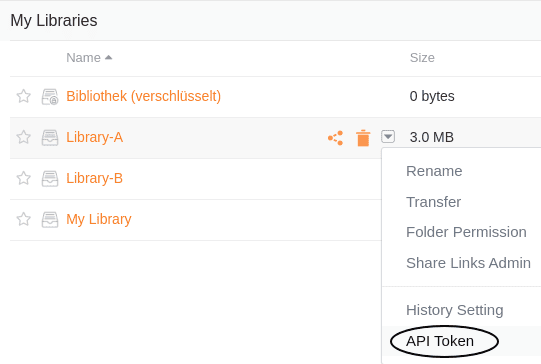 My Libraries
Name Size
Bibliothek (verschlüsselt) 0 bytes
Library-A 3.0 MB
Library-B
My Library
Rename
Transfer
Folder Permission
Share Links Admin
History Setting
API Token